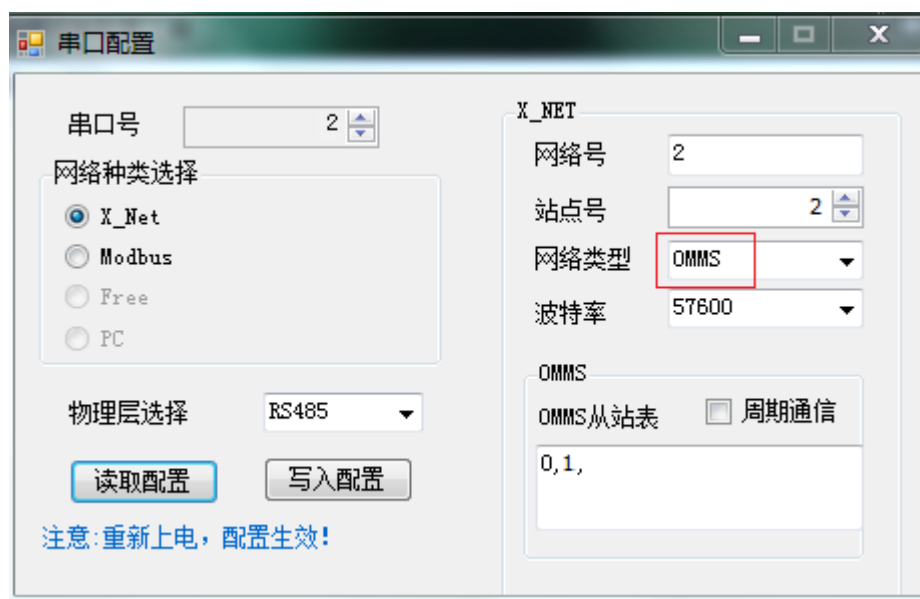 串口配置
串口号 2
网络种类选择
X_Net
Modbus
Free
PC
物理层选择 RS485
读取配置 写入配置
注意:重新上电，配置生效!
X_NET
网络号 2
站点号 2
网络类型 OMMS
波特率 57600
OMMS
OMMS从站表 周期通信
0,1,